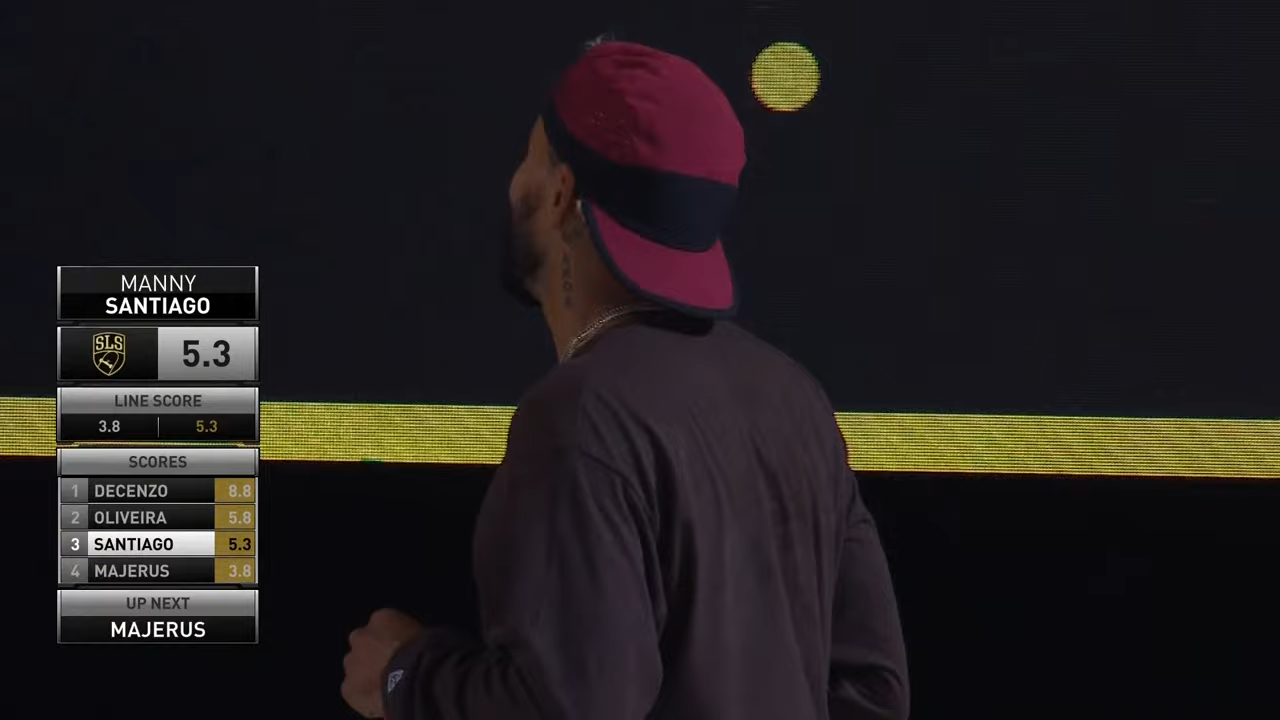 MANNY
SANTIAGO
SLS 5.3
LINE SCORE
3.8 5.3
SCORES
1 DECENZO 8.8
2 OLIVEIRA 5.8
3 SANTIAGO 5.3
4 MAJERUS 3.8
UP NEXT
MAJERUS